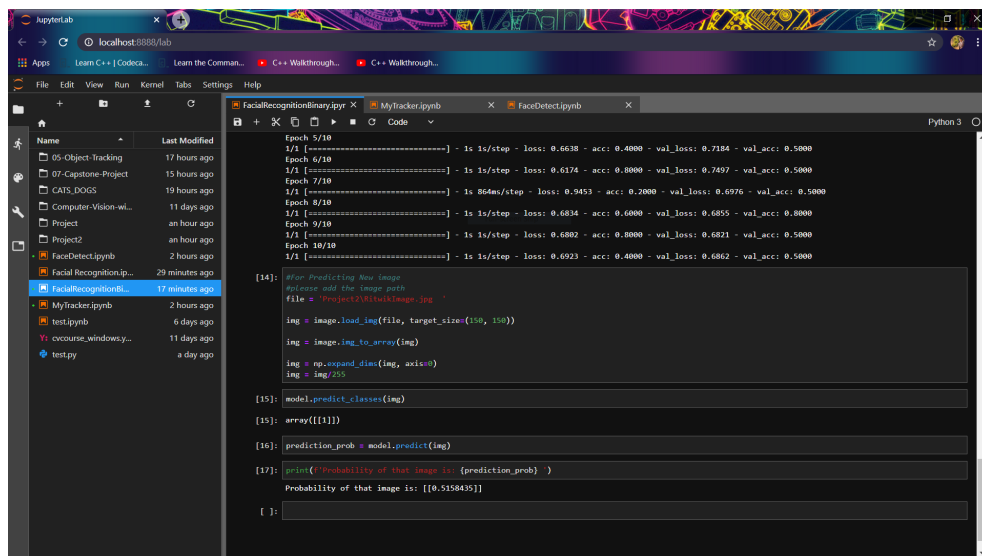 JupyterLab
localhost:8888/lab
Apps Learn C++ | Codeca... Learn the Comman... C++ Walkthrough... C++ Walkthrough...
File Edit View Run Kernel Tabs Settings Help
FacialRecognitionBinary.ipyr MyTracker.ipynb FaceDetect.ipynb
Code Python 3
Name Last Modified
05-Object-Tracking 17 hours ago
07-Capstone-Project 15 hours ago
CATS_DOGS 19 hours ago
Computer-Vision-wi... 11 days ago
Project an hour ago
Project2 an hour ago
FaceDetect.ipynb 2 hours ago
Facial Recognition.ip... 29 minutes ago
FacialRecognitionBi... 17 minutes ago
MyTracker.ipynb 2 hours ago
test.ipynb 6 days ago
Y: cvcourse_windows.y... 11 days ago
test.py a day ago
Epoch 5/10
1/1 [==============================] - 1s 1s/step - loss: 0.6638 - acc: 0.4000 - val_loss: 0.7184 - val_acc: 0.5000
Epoch 6/10
1/1 [==============================] - 1s 1s/step - loss: 0.6174 - acc: 0.8000 - val_loss: 0.7497 - val_acc: 0.5000
Epoch 7/10
1/1 [==============================] - 1s 864ms/step - loss: 0.9453 - acc: 0.2000 - val_loss: 0.6976 - val_acc: 0.5000
Epoch 8/10
1/1 [==============================] - 1s 1s/step - loss: 0.6834 - acc: 0.6000 - val_loss: 0.6855 - val_acc: 0.8000
Epoch 9/10
1/1 [==============================] - 1s 1s/step - loss: 0.6802 - acc: 0.8000 - val_loss: 0.6821 - val_acc: 0.5000
Epoch 10/10
1/1 [==============================] - 1s 1s/step - loss: 0.6923 - acc: 0.4000 - val_loss: 0.6862 - val_acc: 0.5000
[14]: #For Predicting New image
#please add the image path
file = 'Project2\RitwikImage.jpg '
img = image.load_img(file, target_size=(150, 150))
img = image.img_to_array(img)
img = np.expand_dims(img, axis=0)
img = img/255
[15]: model.predict_classes(img)
[15]: array([[1]])
[16]: prediction_prob = model.predict(img)
[17]: print(f'Probability of that image is: {prediction_prob} ')
Probability of that image is: [[0.5158435]]
[ ]: